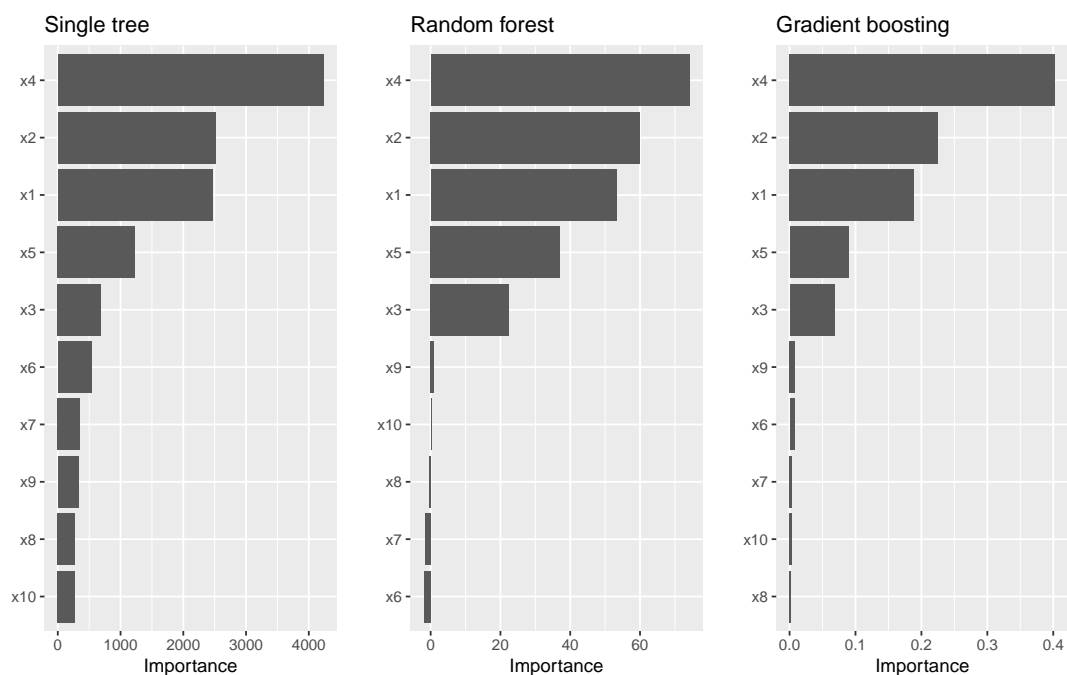 Single tree
x4
x2
x1
x5
x3
x6
x7
x9
x8
x10
0 1000 2000 3000 4000
Importance
Random forest
x4
x2
x1
x5
x3
x9
x10
x8
x7
x6
0 20 40 60
Importance
Gradient boosting
x4
x2
x1
x5
x3
x9
x6
x7
x10
x8
0.0 0.1 0.2 0.3 0.4
Importance